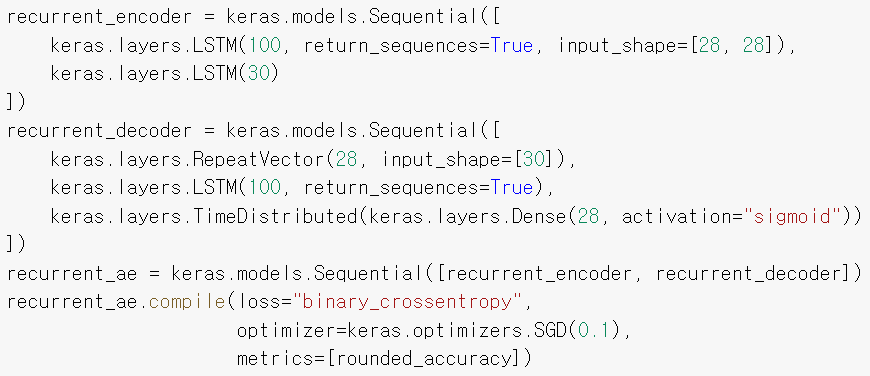 recurrent_encoder = keras.models.Sequential([
    keras.layers.LSTM(100, return_sequences=True, input_shape=[28, 28]),
    keras.layers.LSTM(30)
])
recurrent_decoder = keras.models.Sequential([
    keras.layers.RepeatVector(28, input_shape=[30]),
    keras.layers.LSTM(100, return_sequences=True),
    keras.layers.TimeDistributed(keras.layers.Dense(28, activation="sigmoid"))
])
recurrent_ae = keras.models.Sequential([recurrent_encoder, recurrent_decoder])
recurrent_ae.compile(loss="binary_crossentropy",
                     optimizer=keras.optimizers.SGD(0.1),
                     metrics=[rounded_accuracy])